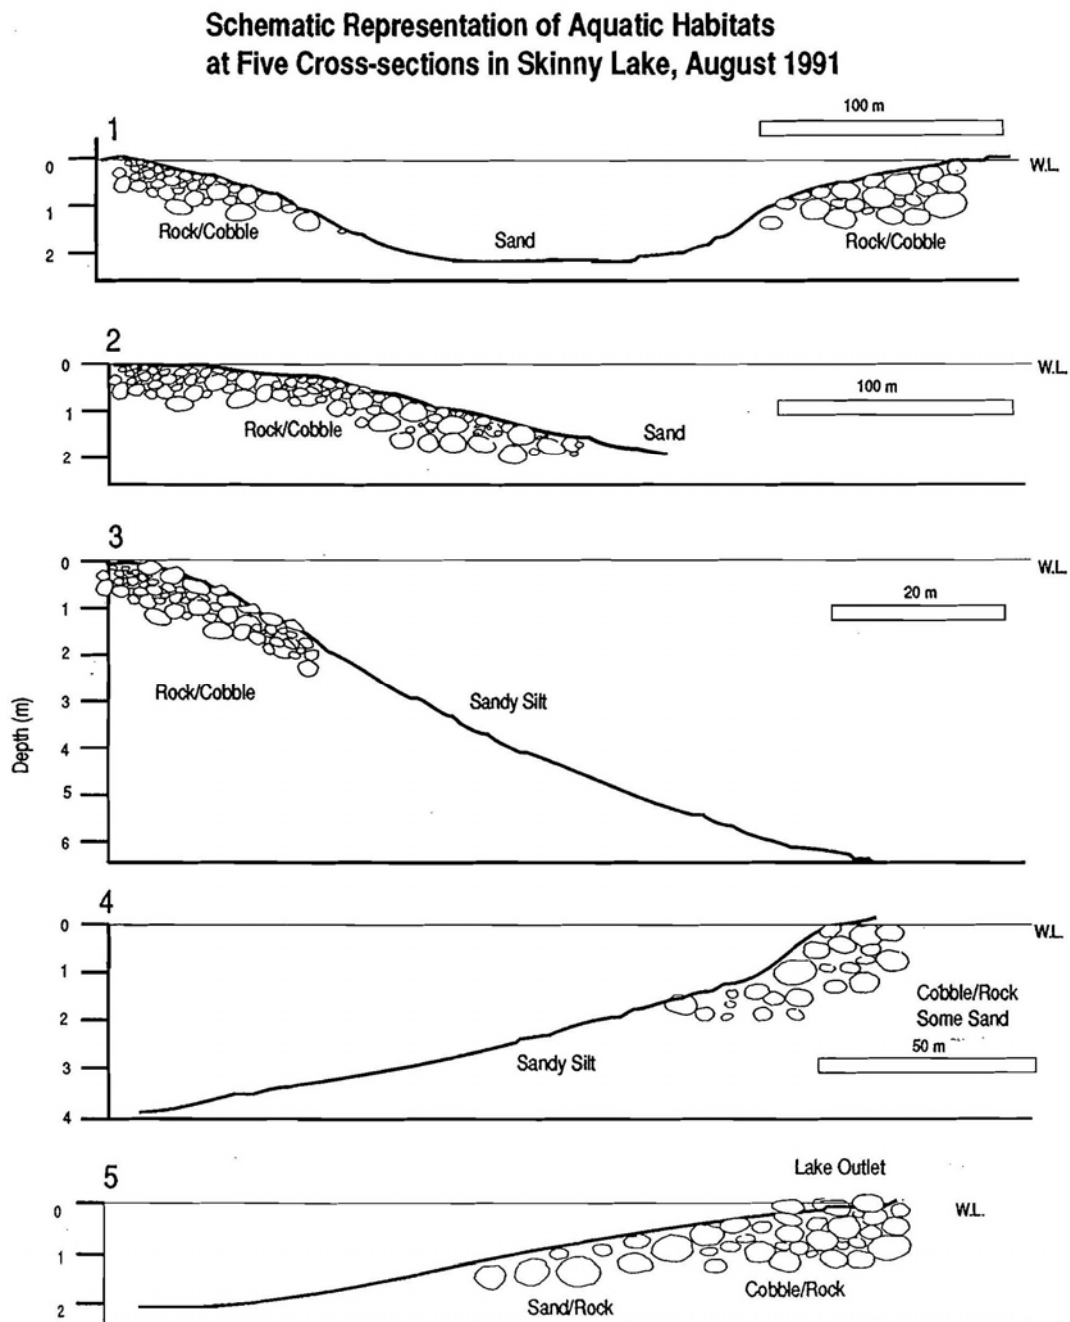 Schematic Representation of Aquatic Habitats
at Five Cross-sections in Skinny Lake, August 1991
1
100 m
0
W.L.
1
Rock/Cobble
Sand
Rock/Cobble
2
2
0
W.L.
100 m
1
Rock/Cobble
Sand
2
3
0
W.L.
20 m
1
2
Rock/Cobble
Sandy Silt
3
Depth (m)
4
5
6
4
0
W.L.
1
Cobble/Rock
Some Sand
2
50 m
Sandy Silt
3
4
5
Lake Outlet
0
W.L.
1
Cobble/Rock
Sand/Rock
2